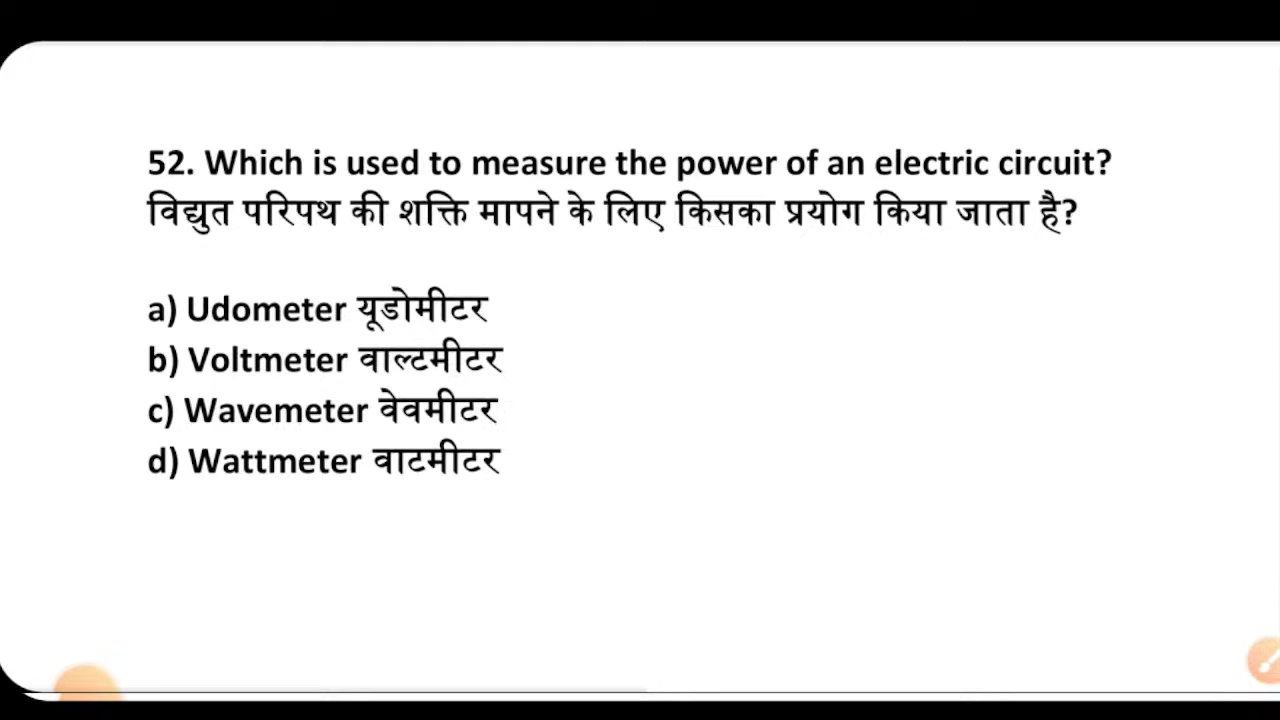 52. Which is used to measure the power of an electric circuit?
विद्युत परिपथ की शक्ति मापने के लिए किसका प्रयोग किया जाता है?
a) Udometer यूडोमीटर
b) Voltmeter वाल्टमीटर
c) Wavemeter वेवमीटर
d) Wattmeter वाटमीटर